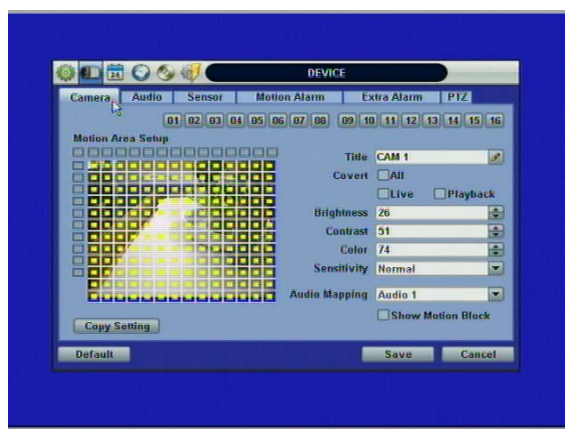 24
DEVICE
Camera Audio Sensor Motion Alarm Extra Alarm PTZ
01 02 03 04 05 06 07 08 09 10 11 12 13 14 15 16
Motion Area Setup
Title CAM 1
Covert All
Live Playback
Brightness 26
Contrast 51
Color 74
Sensitivity Normal
Audio Mapping Audio 1
Show Motion Block
Copy Setting
Default Save Cancel